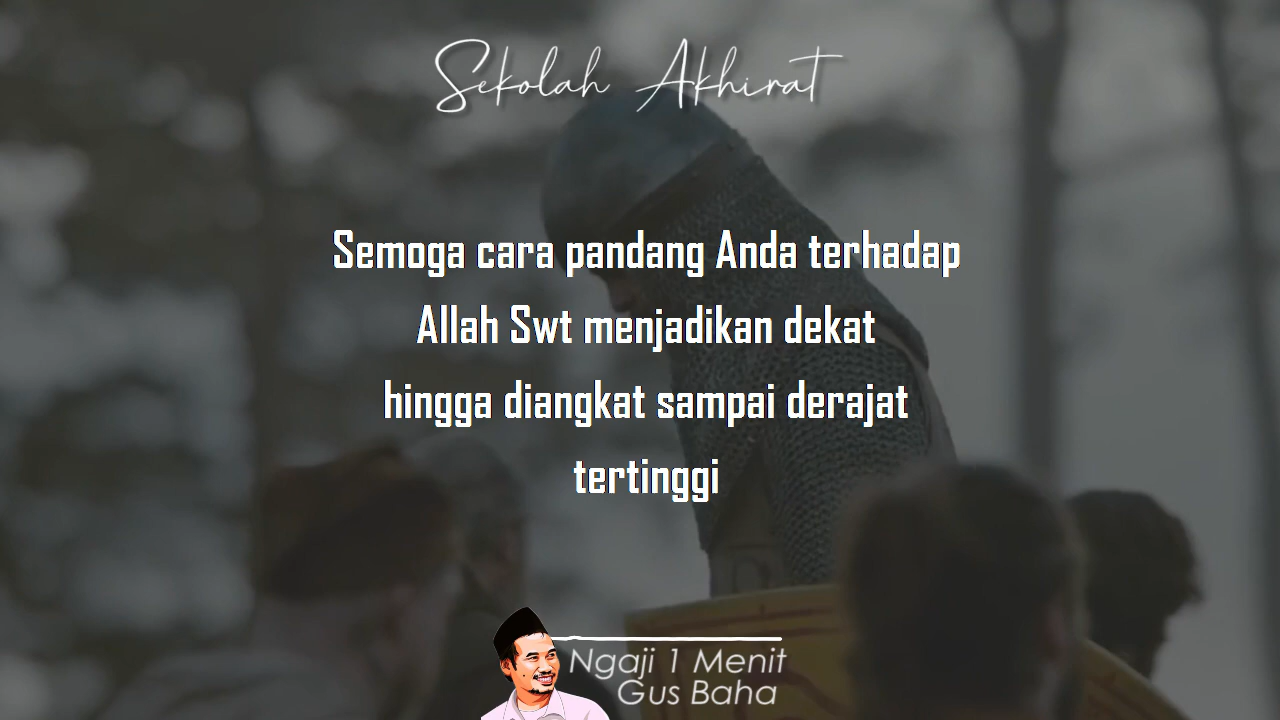 Sekolah Akhirat
Semoga cara pandang Anda terhadap
Allah Swt menjadikan dekat
hingga diangkat sampai derajat
tertinggi
Ngaji 1 Menit
Gus Baha